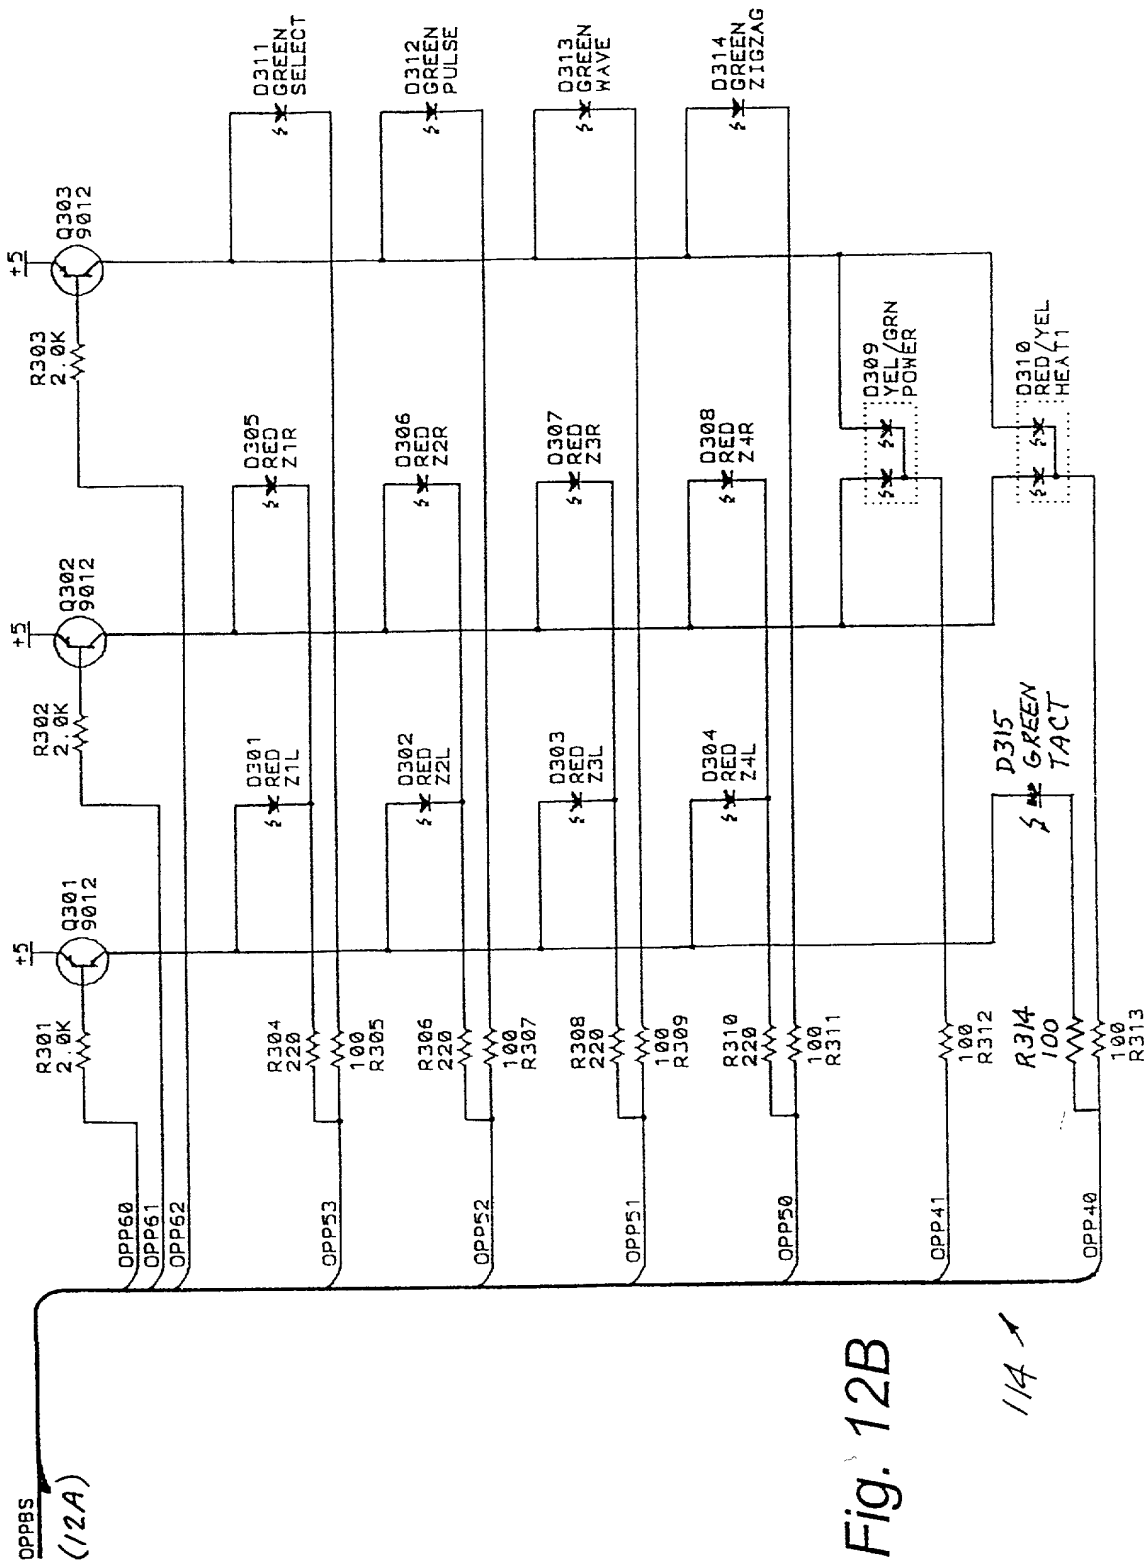 OPPBS
(12A)
OPP60
OPP61
OPP62
OPP53
OPP52
OPP51
OPP50
OPP41
OPP40
+5
Q301
9012
R301
2.0K
+5
Q302
9012
R302
2.0K
+5
Q303
9012
R303
2.0K
R304
220
100
R305
D301
RED
Z1L
D305
RED
Z1R
D311
GREEN
SELECT
R306
220
100
R307
D302
RED
Z2L
D306
RED
Z2R
D312
GREEN
PULSE
R308
220
100
R309
D303
RED
Z3L
D307
RED
Z3R
D313
GREEN
WAVE
R310
220
100
R311
D304
RED
Z4L
D308
RED
Z4R
D314
GREEN
ZIGZAG
100
R312
D309
YEL/GRN
POWER
R314
100
100
R313
D315
GREEN
TACT
D310
RED/YEL
HEAT1
Fig. 12B
114